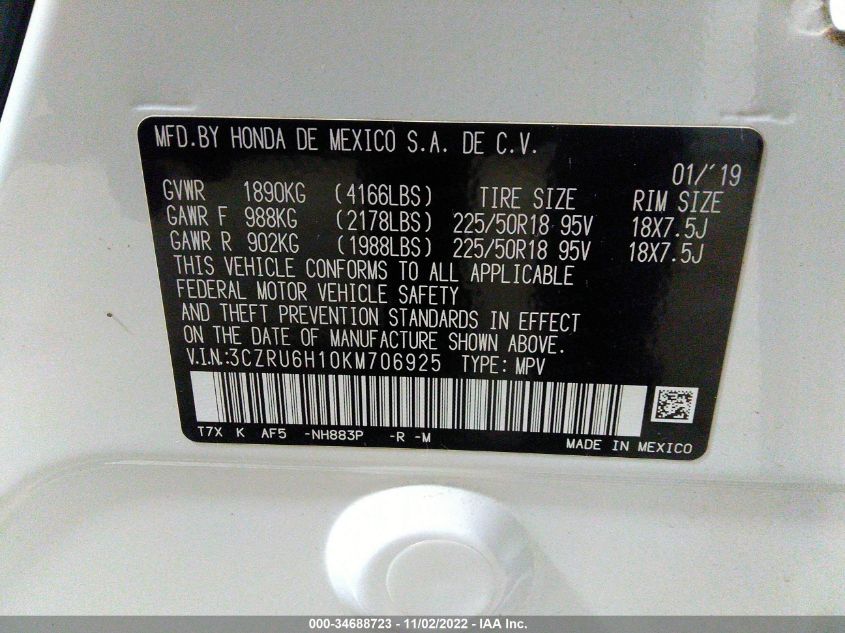 MFD.BY HONDA DE MEXICO S.A. DE C.V.
01/'19
GVWR 1890KG (4166LBS) TIRE SIZE RIM SIZE
GAWR F 988KG (2178LBS) 225/50R18 95V 18X7.5J
GAWR R 902KG (1988LBS) 225/50R18 95V 18X7.5J
THIS VEHICLE CONFORMS TO ALL APPLICABLE
FEDERAL MOTOR VEHICLE SAFETY
AND THEFT PREVENTION STANDARDS IN EFFECT
ON THE DATE OF MANUFACTURE SHOWN ABOVE.
V.I.N.:3CZRU6H10KM706925 TYPE: MPV
T7X K AF5 -NH883P -R -M MADE IN MEXICO
000-34688723 - 11/02/2022 - IAA Inc.